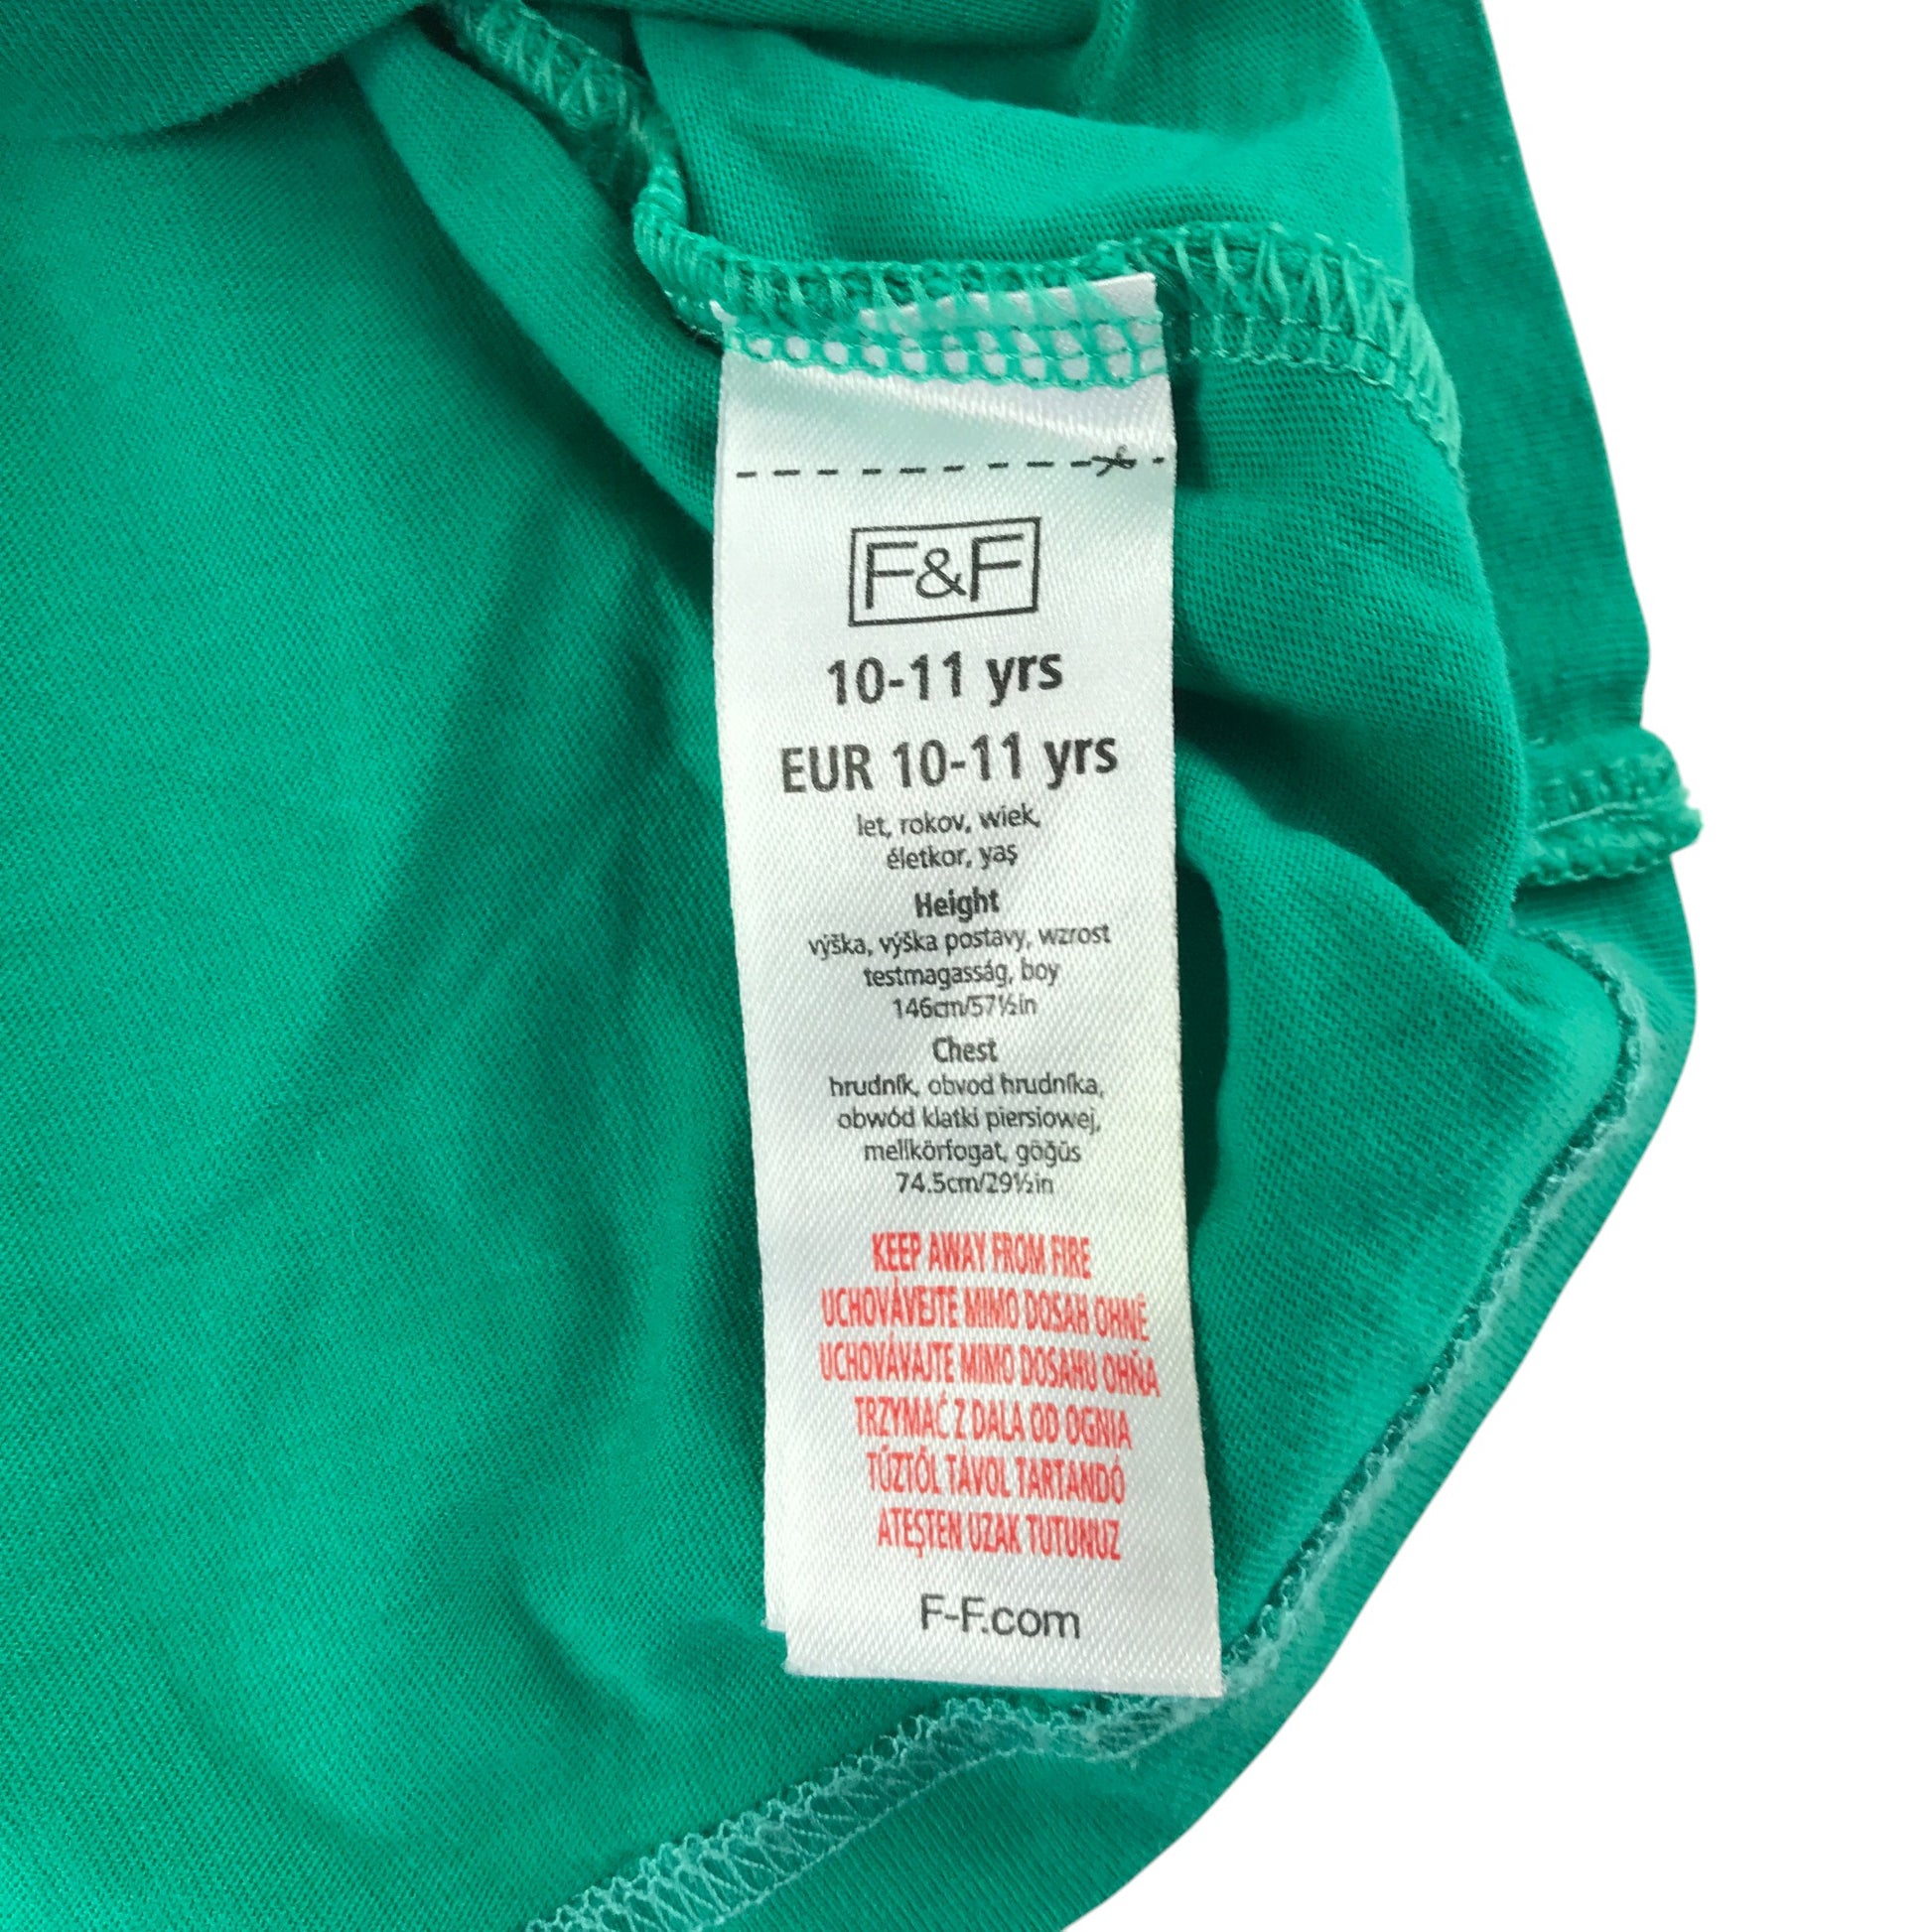 F&F
10-11 yrs
EUR 10-11 yrs
let, rokov, wiek,
életkor, yaş
Height
výška, výška postavy, wzrost
testmagasság, boy
146cm/57½in
Chest
hrudník, obvod hrudníka,
obwód klatki piersiowej,
mellkörfogat, göğüs
74.5cm/29½in
KEEP AWAY FROM FIRE
UCHOVÁVEJTE MIMO DOSAH OHNĚ
UCHOVÁVAJTE MIMO DOSAHU OHŇA
TRZYMAĆ Z DALA OD OGNIA
TŰZTŐL TÁVOL TARTANDÓ
ATEŞTEN UZAK TUTUNUZ
F-F.com